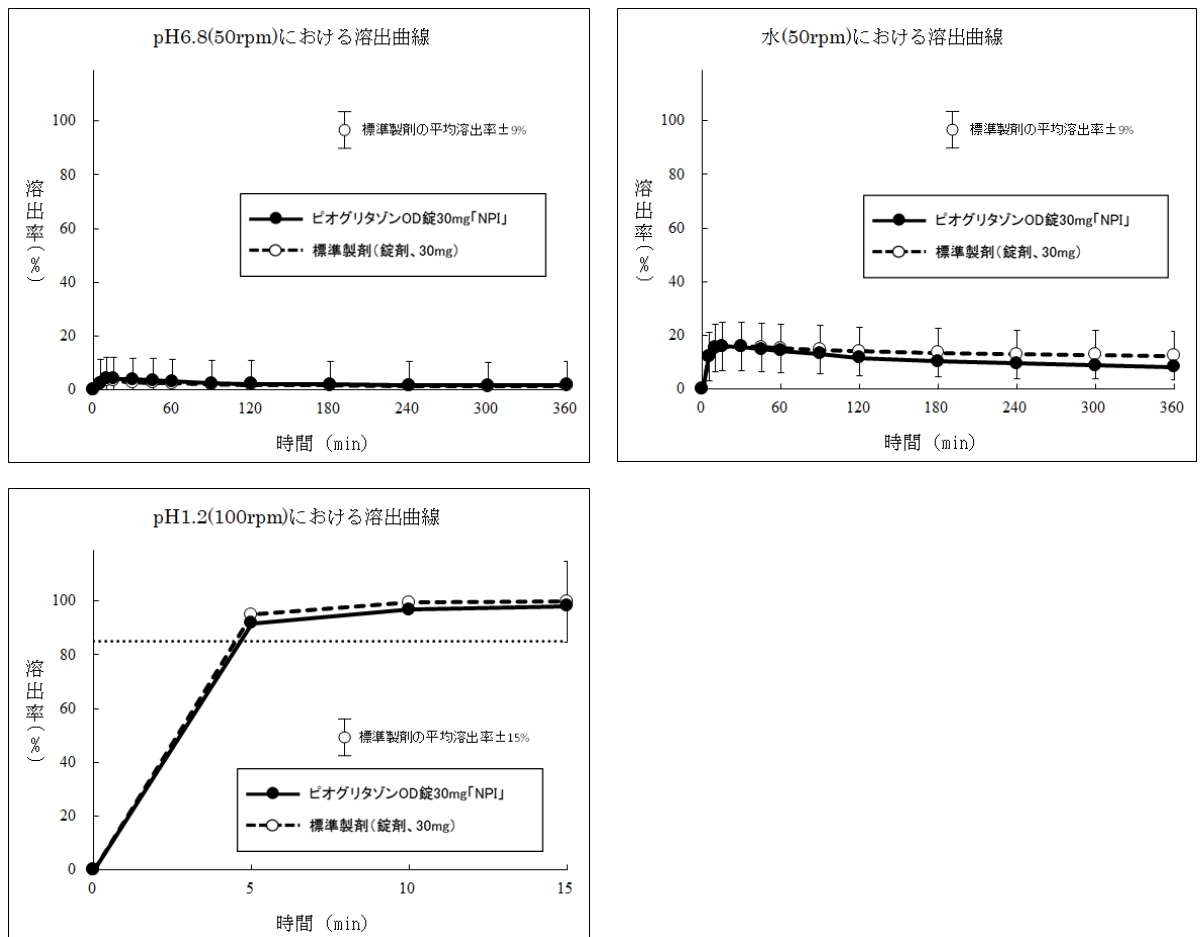 pH6.8(50rpm)における溶出曲線
溶出率(%)
100
80
60
40
20
0
標準製剤の平均溶出率±9%
ピオグリタゾンOD錠30mg「NPI」
標準製剤(錠剤、30mg)
0 60 120 180 240 300 360
時間 (min)
水(50rpm)における溶出曲線
溶出率(%)
100
80
60
40
20
0
標準製剤の平均溶出率±9%
ピオグリタゾンOD錠30mg「NPI」
標準製剤(錠剤、30mg)
0 60 120 180 240 300 360
時間 (min)
pH1.2(100rpm)における溶出曲線
溶出率(%)
100
80
60
40
20
0
標準製剤の平均溶出率±15%
ピオグリタゾンOD錠30mg「NPI」
標準製剤(錠剤、30mg)
0 5 10 15
時間 (min)